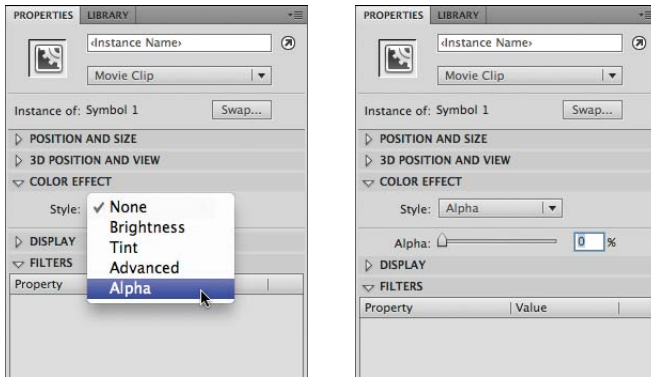 PROPERTIES LIBRARY
<Instance Name>
Movie Clip
Instance of: Symbol 1 Swap...
POSITION AND SIZE
3D POSITION AND VIEW
COLOR EFFECT
Style:
None
Brightness
Tint
Advanced
Alpha
DISPLAY
FILTERS
Property
PROPERTIES LIBRARY
<Instance Name>
Movie Clip
Instance of: Symbol 1 Swap...
POSITION AND SIZE
3D POSITION AND VIEW
COLOR EFFECT
Style: Alpha
Alpha: 0 %
DISPLAY
FILTERS
Property Value